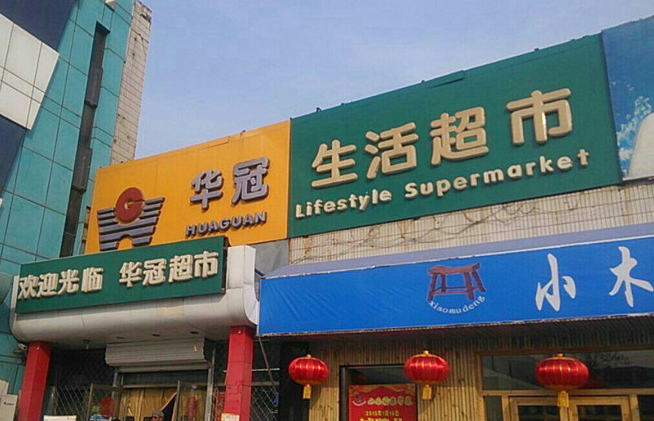 华冠
HUAGUAN
生活超市
Lifestyle Supermarket
欢迎光临 华冠超市
小木
xiaomudeng